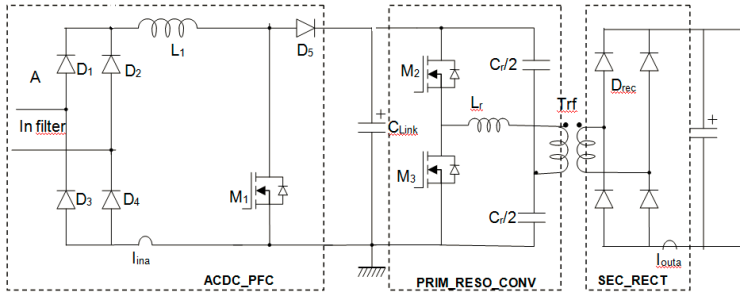 L1
D5
A
D1
D2
M2
Cr/2
Lr
Trf
Drec
In filter
+
CLink
+
D3
D4
M1
M3
Cr/2
Iina
Iouta
ACDC_PFC
PRIM_RESO_CONV
SEC_RECT